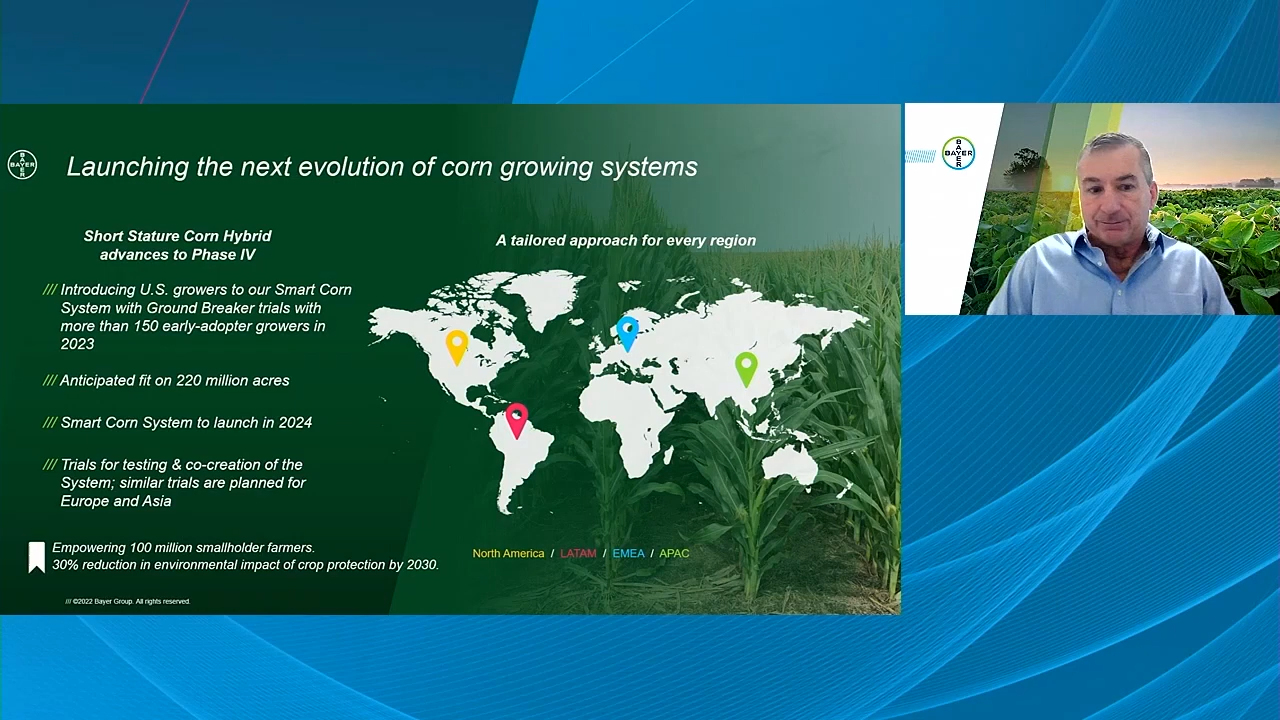 Launching the next evolution of corn growing systems
Short Stature Corn Hybrid
advances to Phase IV
/// Introducing U.S. growers to our Smart Corn
System with Ground Breaker trials with
more than 150 early-adopter growers in
2023
/// Anticipated fit on 220 million acres
/// Smart Corn System to launch in 2024
/// Trials for testing & co-creation of the
System; similar trials are planned for
Europe and Asia
Empowering 100 million smallholder farmers.
30% reduction in environmental impact of crop protection by 2030.
/// ©2022 Bayer Group. All rights reserved.
A tailored approach for every region
North America / LATAM / EMEA / APAC
BAYER
BAYER
BAYER
BAYER